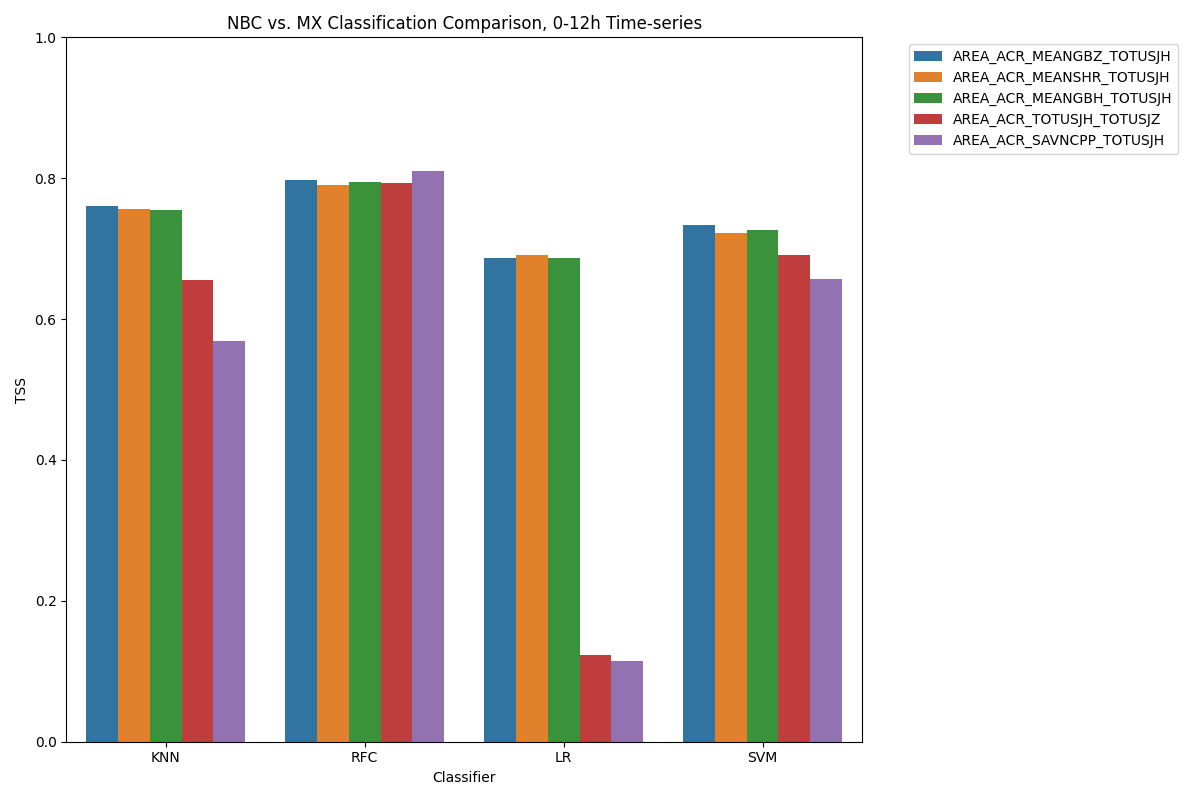 NBC vs. MX Classification Comparison, 0-12h Time-series
1.0
0.8
0.6
0.4
0.2
0.0
TSS
KNN
RFC
LR
SVM
Classifier
AREA_ACR_MEANGBZ_TOTUSJH
AREA_ACR_MEANSHR_TOTUSJH
AREA_ACR_MEANGBH_TOTUSJH
AREA_ACR_TOTUSJH_TOTUSJZ
AREA_ACR_SAVNCPP_TOTUSJH